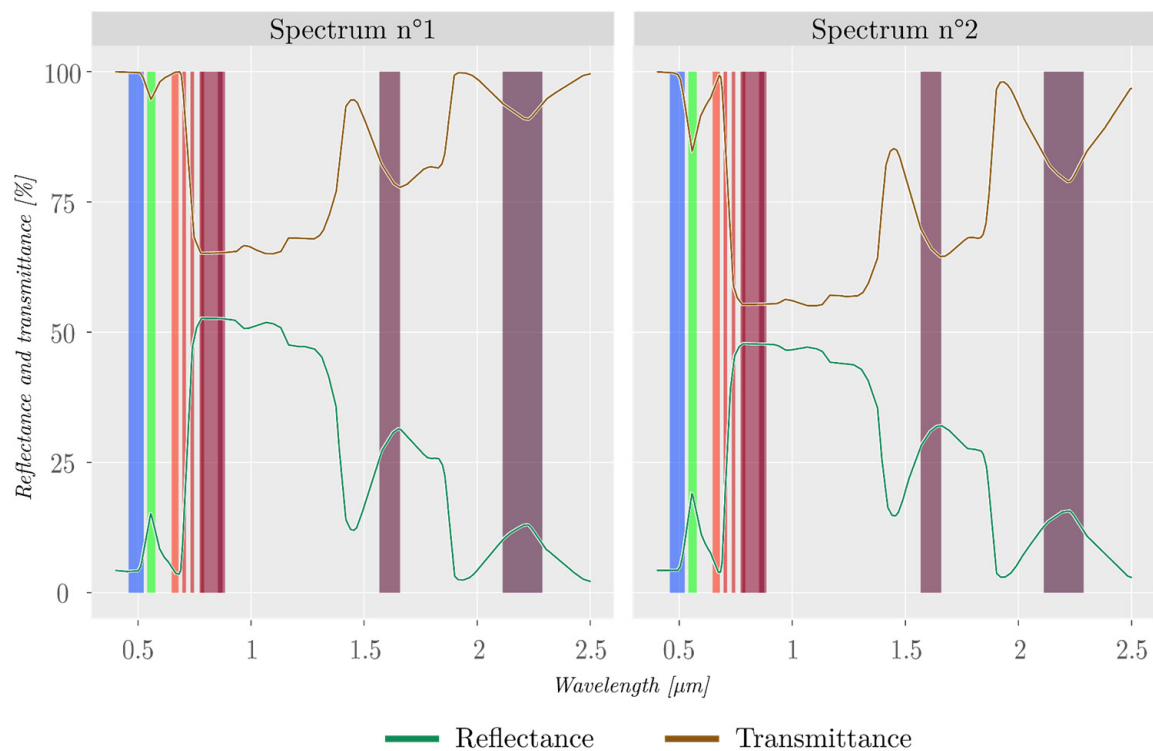 Spectrum n°1
Spectrum n°2
Reflectance and transmittance [%]
100
75
50
25
0
0.5 1 1.5 2 2.5
0.5 1 1.5 2 2.5
Wavelength [μm]
Reflectance Transmittance